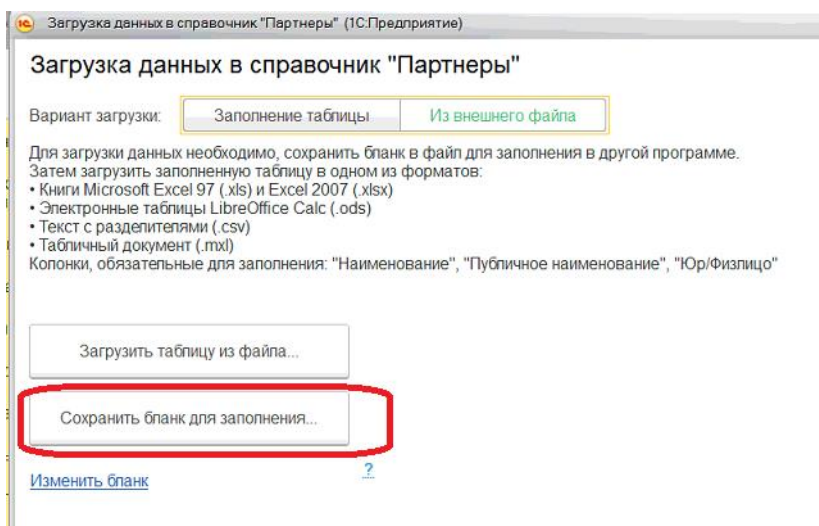 1С Загрузка данных в справочник "Партнеры" (1С:Предприятие)
Загрузка данных в справочник "Партнеры"
Вариант загрузки: Заполнение таблицы Из внешнего файла
Для загрузки данных необходимо, сохранить бланк в файл для заполнения в другой программе.
Затем загрузить заполненную таблицу в одном из форматов:
• Книги Microsoft Excel 97 (.xls) и Excel 2007 (.xlsx)
• Электронные таблицы LibreOffice Calc (.ods)
• Текст с разделителями (.csv)
• Табличный документ (.mxl)
Колонки, обязательные для заполнения: "Наименование", "Публичное наименование", "Юр/Физлицо"
Загрузить таблицу из файла...
Сохранить бланк для заполнения...
Изменить бланк ?